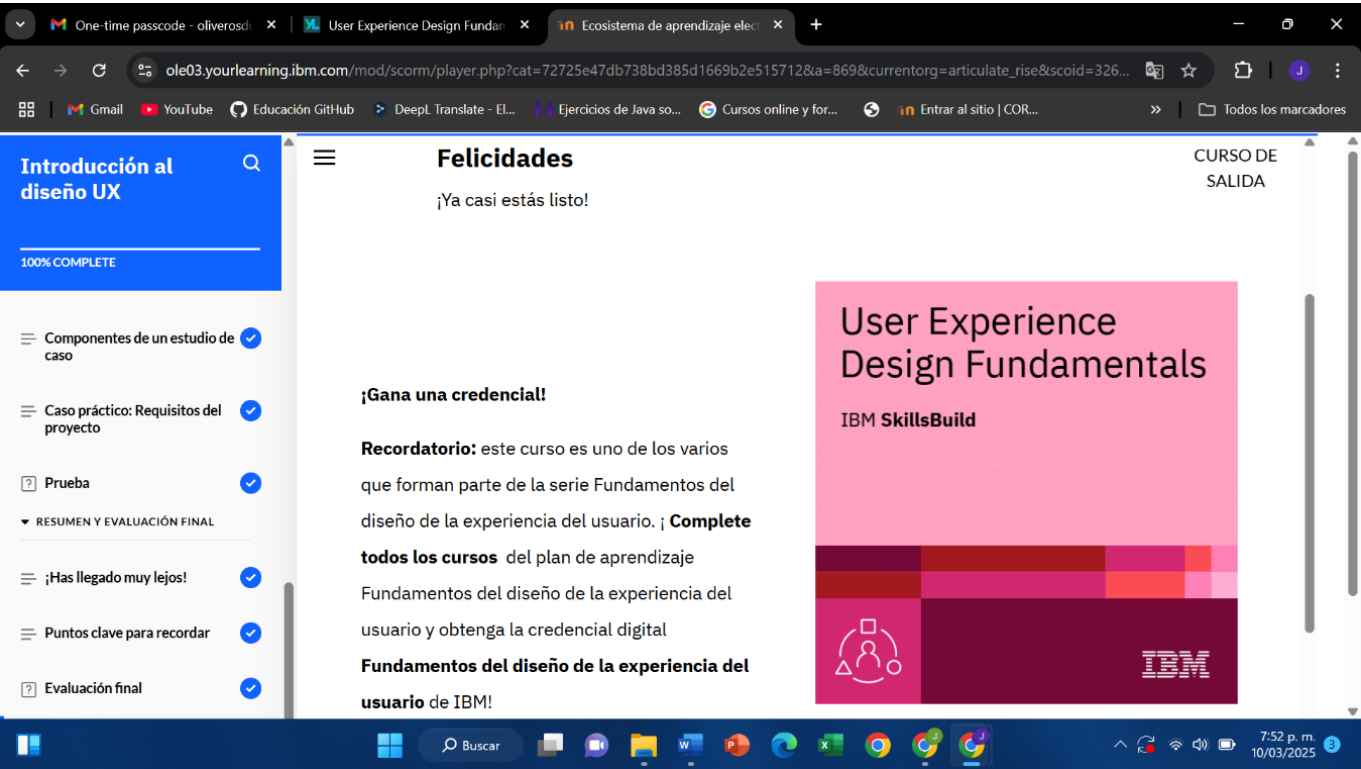 One-time passcode - oliverosd
User Experience Design Fundam
Ecosistema de aprendizaje elect
ole03.yourlearning.ibm.com/mod/scorm/player.php?cat=72725e47db738bd385d1669b2e515712&a=869&currentorg=articulate_rise&scoid=326...
J
Gmail
YouTube
Educación GitHub
DeepL Translate - El...
Ejercicios de Java so...
Cursos online y for...
Entrar al sitio | COR...
»
Todos los marcadores
Introducción al
diseño UX
100% COMPLETE
Componentes de un estudio de
caso
Caso práctico: Requisitos del
proyecto
Prueba
RESUMEN Y EVALUACIÓN FINAL
¡Has llegado muy lejos!
Puntos clave para recordar
Evaluación final
Felicidades
¡Ya casi estás listo!
CURSO DE
SALIDA
¡Gana una credencial!
Recordatorio: este curso es uno de los varios
que forman parte de la serie Fundamentos del
diseño de la experiencia del usuario. ¡ Complete
todos los cursos del plan de aprendizaje
Fundamentos del diseño de la experiencia del
usuario y obtenga la credencial digital
Fundamentos del diseño de la experiencia del
usuario de IBM!
User Experience
Design Fundamentals
IBM SkillsBuild
IBM
Buscar
7:52 p. m.
10/03/2025
3